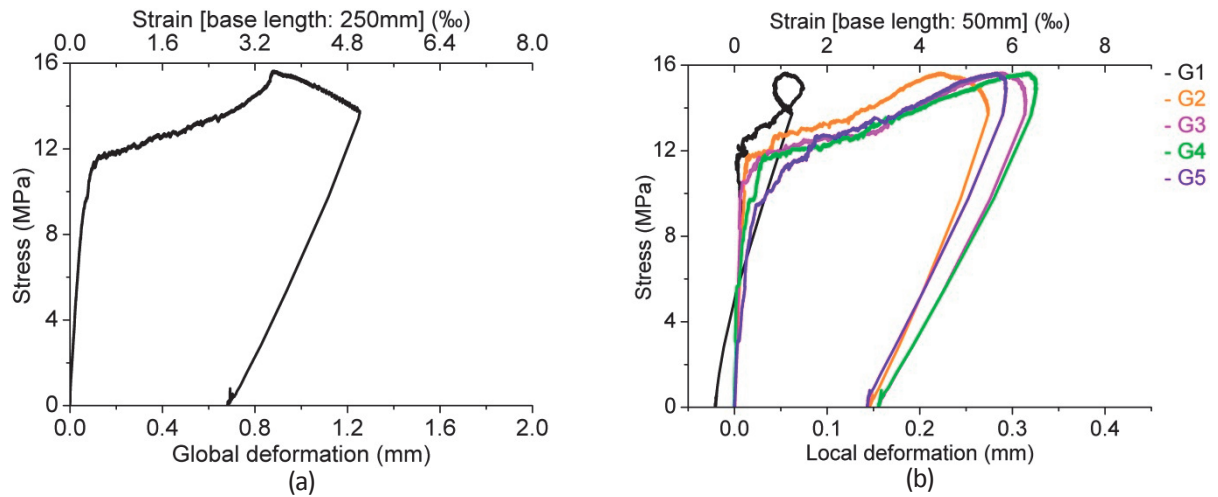 Strain [base length: 250mm] (‰)
0.0 1.6 3.2 4.8 6.4 8.0
16
12
8
4
0
Stress (MPa)
0.0 0.4 0.8 1.2 1.6 2.0
Global deformation (mm)
(a)
Strain [base length: 50mm] (‰)
0 2 4 6 8
16
12
8
4
0
Stress (MPa)
0.0 0.1 0.2 0.3 0.4
Local deformation (mm)
(b)
- G1
- G2
- G3
- G4
- G5